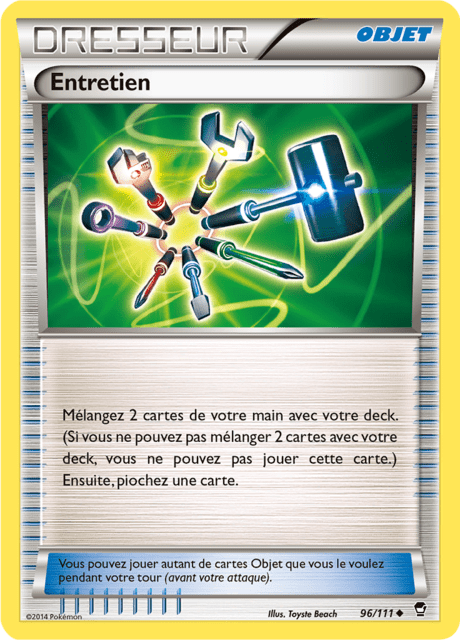 DRESSEUR OBJET
Entretien
Mélangez 2 cartes de votre main avec votre deck.
(Si vous ne pouvez pas mélanger 2 cartes avec votre
deck, vous ne pouvez pas jouer cette carte.)
Ensuite, piochez une carte.
Vous pouvez jouer autant de cartes Objet que vous le voulez
pendant votre tour (avant votre attaque).
©2014 Pokémon Illus. Toyste Beach 96/111